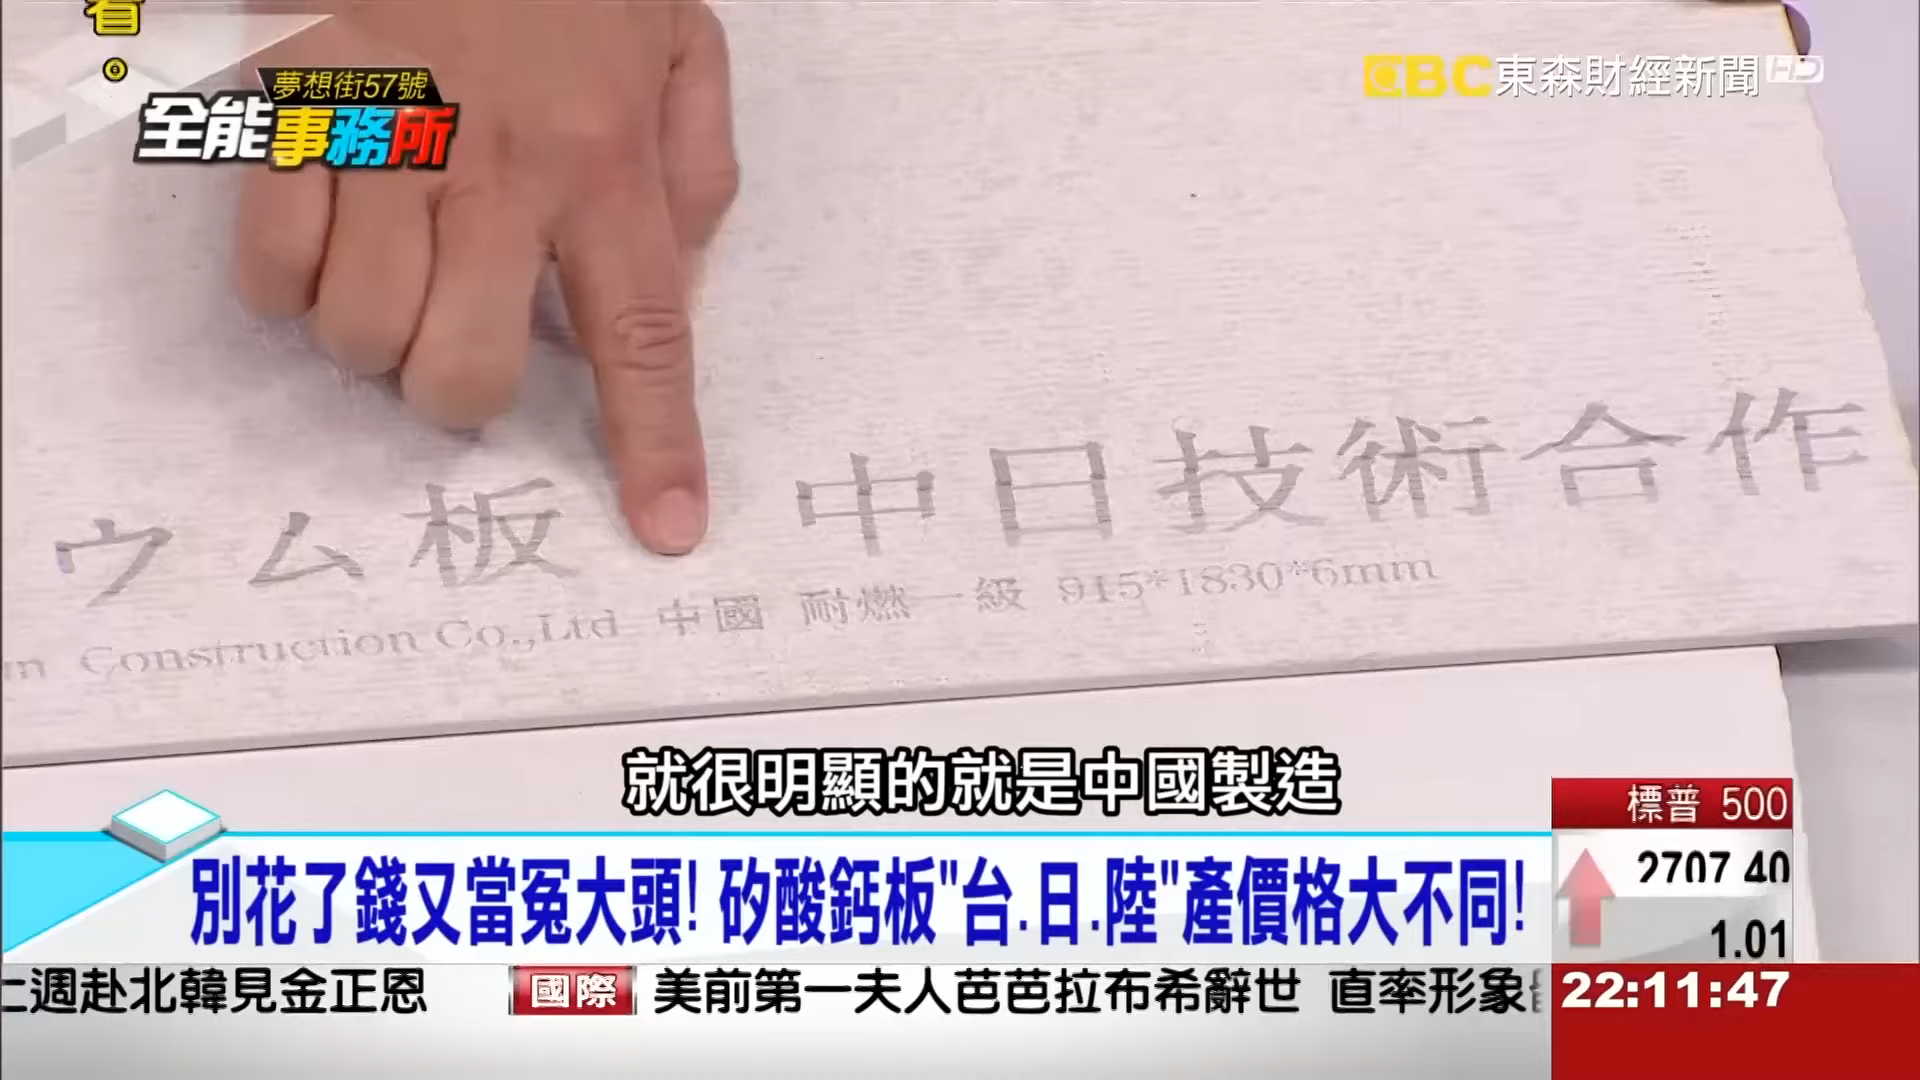 看
夢想街57號
全能事務所
EBC東森財經新聞HD
ウム板 中日技術合作
Construction Co.,Ltd 中國 耐燃一級 915*1830*6mm
就很明顯的就是中國製造
別花了錢又當冤大頭! 矽酸鈣板"台.日.陸"產價格大不同!
標普 500
2707.40
1.01
上週赴北韓見金正恩 國際 美前第一夫人芭芭拉布希辭世 直率形象
22:11:47